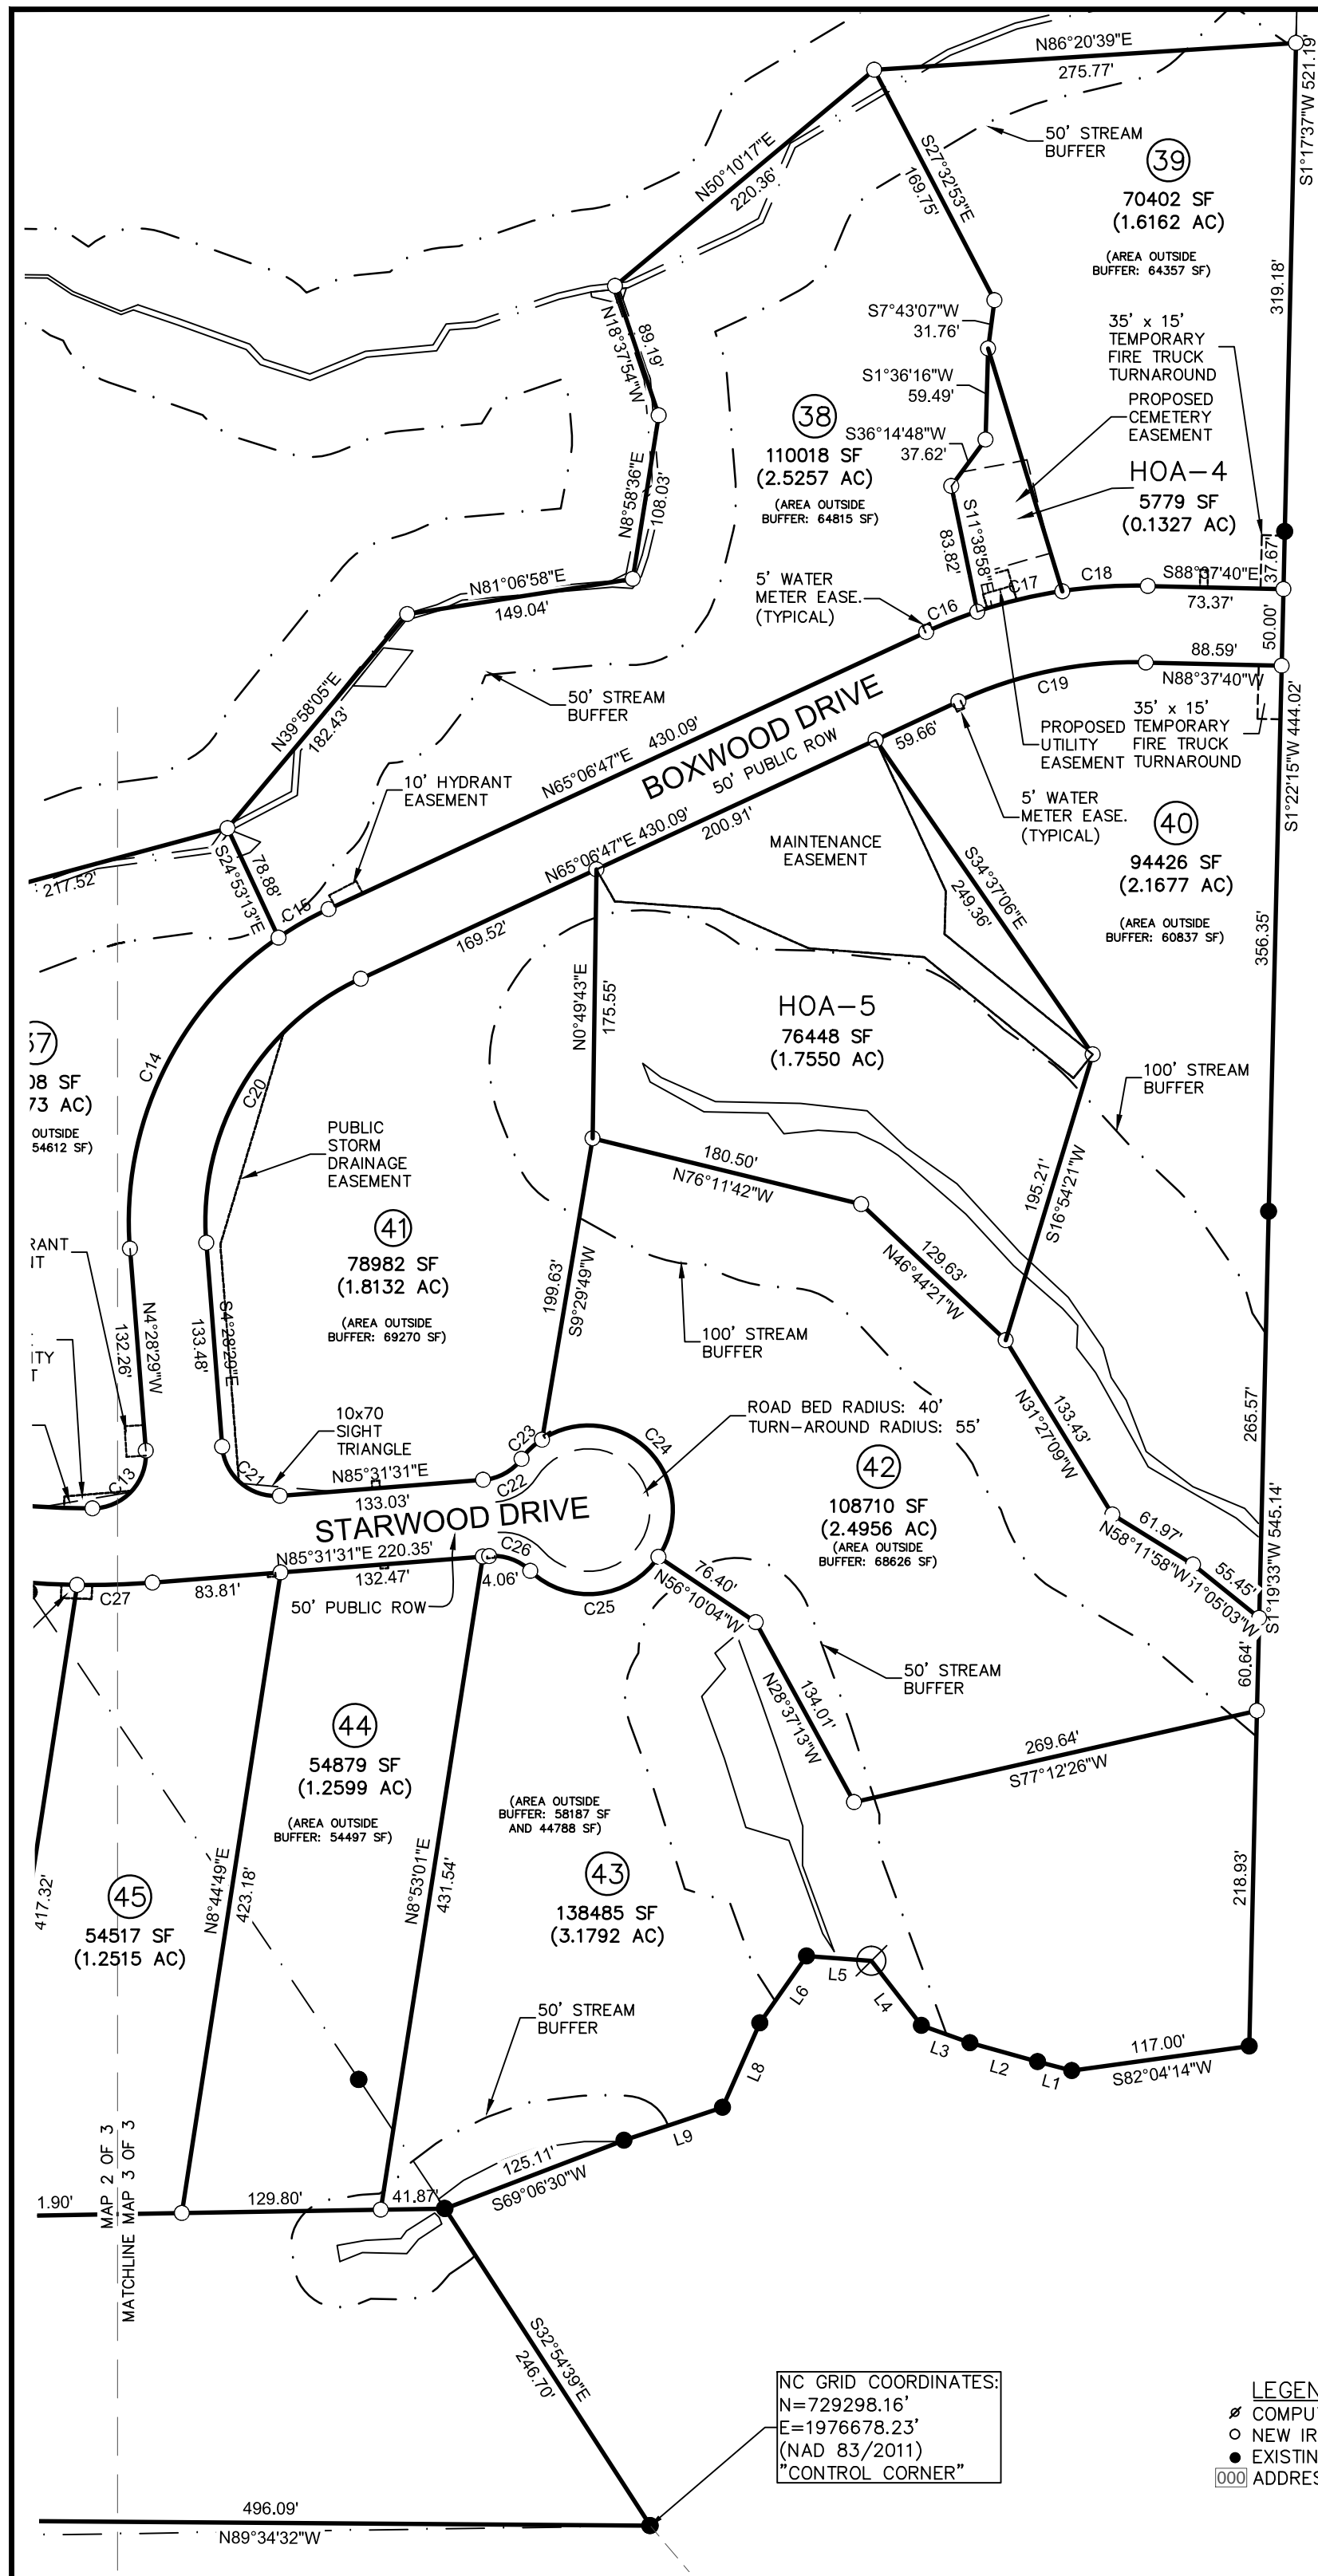 N86°20'39"E
275.77'
S1°17'37"W 521.19'
50' STREAM
BUFFER
39
70402 SF
(1.6162 AC)
(AREA OUTSIDE
BUFFER: 64357 SF)
N50°10'17"E
220.36'
S27°32'53"E
169.75'
319.18'
S7°43'07"W
31.76'
35' x 15'
TEMPORARY
FIRE TRUCK
TURNAROUND
N18°37'54"W
89.19'
S1°36'16"W
59.49'
PROPOSED
CEMETERY
EASEMENT
38
110018 SF
(2.5257 AC)
(AREA OUTSIDE
BUFFER: 64815 SF)
S36°14'48"W
37.62'
HOA-4
5779 SF
(0.1327 AC)
N8°58'36"E
108.03'
S11°38'58"E
83.82'
37.67'
N81°06'58"E
149.04'
5' WATER
METER EASE.
(TYPICAL)
C16
C17
C18
S88°37'40"E
73.37'
50.00'
N39°58'05"E
182.43'
50' STREAM
BUFFER
88.59'
N88°37'40"W
C19
BOXWOOD DRIVE
50' PUBLIC ROW
N65°06'47"E 430.09'
59.66'
PROPOSED
UTILITY
EASEMENT
35' x 15'
TEMPORARY
FIRE TRUCK
TURNAROUND
S1°22'15"W 444.02'
10' HYDRANT
EASEMENT
N65°06'47"E 430.09'
200.91'
5' WATER
METER EASE.
(TYPICAL)
40
94426 SF
(2.1677 AC)
(AREA OUTSIDE
BUFFER: 60837 SF)
MAINTENANCE
EASEMENT
S34°37'06"E
249.36'
217.52'
S24°53'13"E
78.88'
C15
169.52'
356.35'
N0°49'43"E
175.55'
HOA-5
76448 SF
(1.7550 AC)
37
08 SF
73 AC)
OUTSIDE
54612 SF)
C14
C20
100' STREAM
BUFFER
PUBLIC
STORM
DRAINAGE
EASEMENT
180.50'
N76°11'42"W
195.21'
S16°54'21"W
41
78982 SF
(1.8132 AC)
(AREA OUTSIDE
BUFFER: 69270 SF)
RANT
NT
129.63'
N46°44'21"W
199.63'
S9°29'49"W
N4°28'29"W
132.26'
S4°28'29"E
133.48'
100' STREAM
BUFFER
ITY
T
ROAD BED RADIUS: 40'
TURN-AROUND RADIUS: 55'
133.43'
N31°27'09"W
265.57'
10x70
SIGHT
TRIANGLE
C23
C24
42
108710 SF
(2.4956 AC)
(AREA OUTSIDE
BUFFER: 68626 SF)
C13
C21
N85°31'31"E
133.03'
C22
STARWOOD DRIVE
S1°19'33"W 545.14'
61.97'
N58°11'58"W
55.45'
51°05'03"W
N85°31'31"E 220.35'
132.47'
4.06'
C26
C25
C27
83.81'
50' PUBLIC ROW
76.40'
N56°10'04"W
60.64'
50' STREAM
BUFFER
134.01'
N28°37'13"W
269.64'
S77°12'26"W
44
54879 SF
(1.2599 AC)
(AREA OUTSIDE
BUFFER: 54497 SF)
(AREA OUTSIDE
BUFFER: 58187 SF
AND 44788 SF)
43
138485 SF
(3.1792 AC)
417.32'
45
54517 SF
(1.2515 AC)
N8°44'49"E
423.18'
N8°53'01"E
431.54'
218.93'
L5
L6
L4
L3
L2
L1
L8
L9
117.00'
S82°04'14"W
50' STREAM
BUFFER
125.11'
S69°06'30"W
1.90'
129.80'
41.87'
MAP 2 OF 3
MATCHLINE MAP 3 OF 3
S32°54'39"E
246.70'
NC GRID COORDINATES:
N=729298.16'
E=1976678.23'
(NAD 83/2011)
"CONTROL CORNER"
LEGEN
COMPU
NEW IR
EXISTIN
000 ADDRES
496.09'
N89°34'32"W